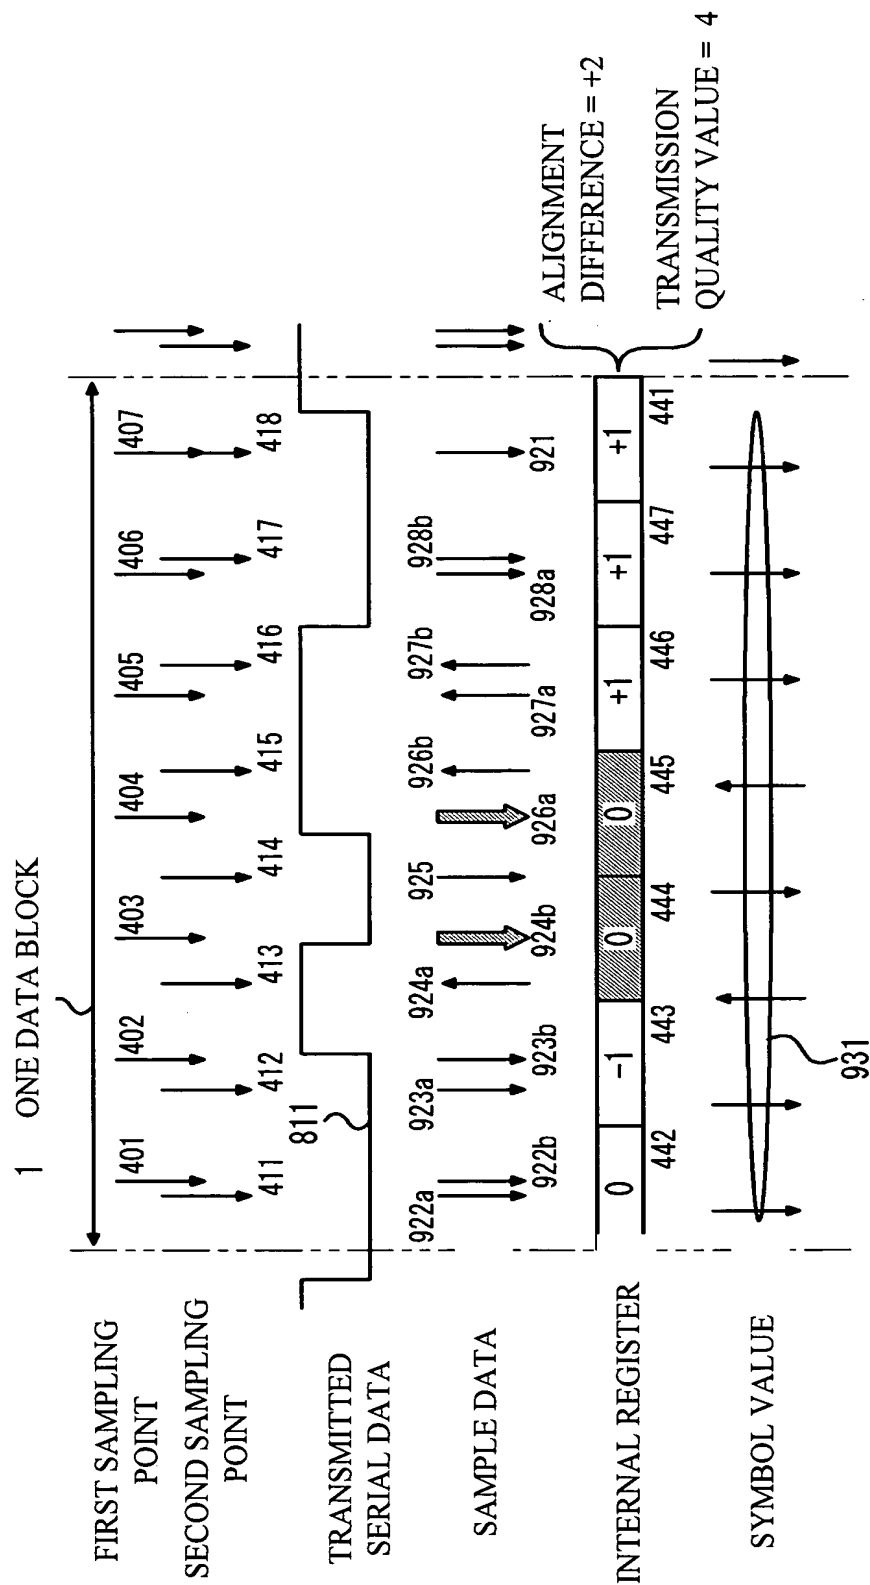 1 ONE DATA BLOCK
FIRST SAMPLING
POINT
401 402 403 404 405 406 407
SECOND SAMPLING
POINT
411 412 413 414 415 416 417 418
TRANSMITTED
SERIAL DATA
811
SAMPLE DATA
922a 923a 924a 925 926b 927b 928b
922b 923b 924b 926a 927a 928a 921
INTERNAL REGISTER
0 -1 0 0 +1 +1 +1
442 443 444 445 446 447 441
ALIGNMENT
DIFFERENCE = +2
TRANSMISSION
QUALITY VALUE = 4
SYMBOL VALUE
931